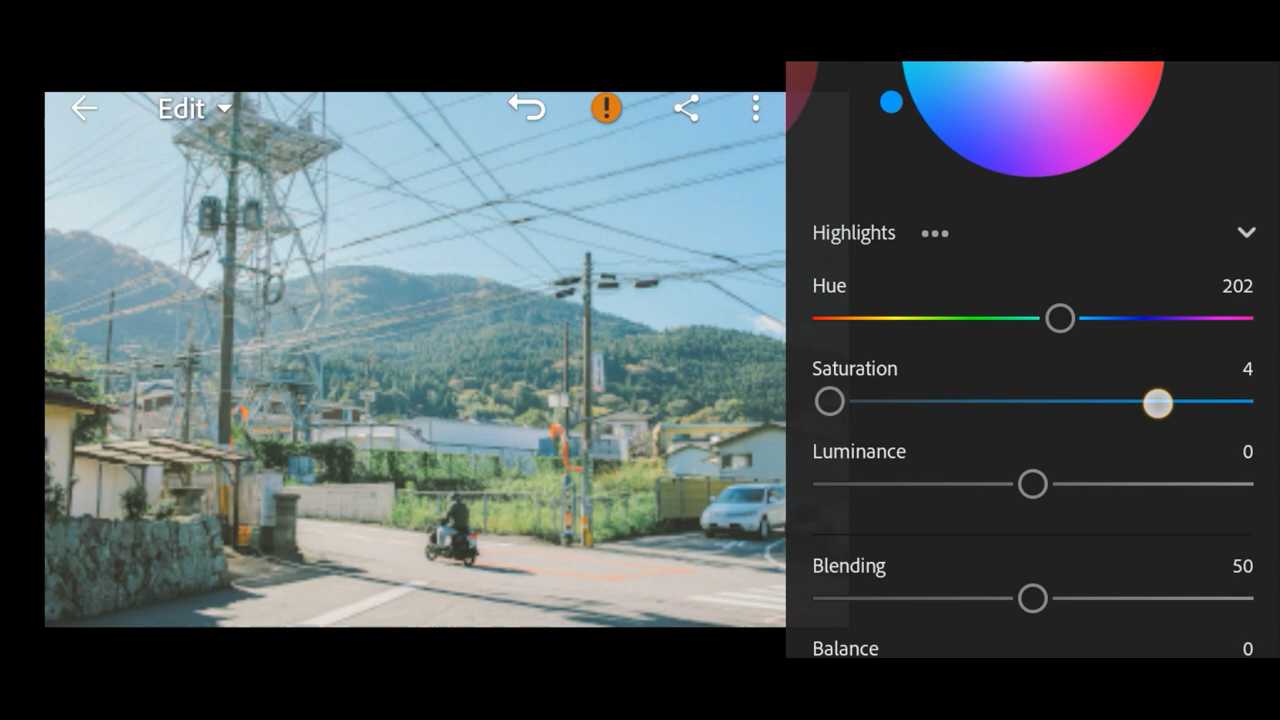 Edit
Highlights
Hue 202
Saturation 4
Luminance 0
Blending 50
Balance 0